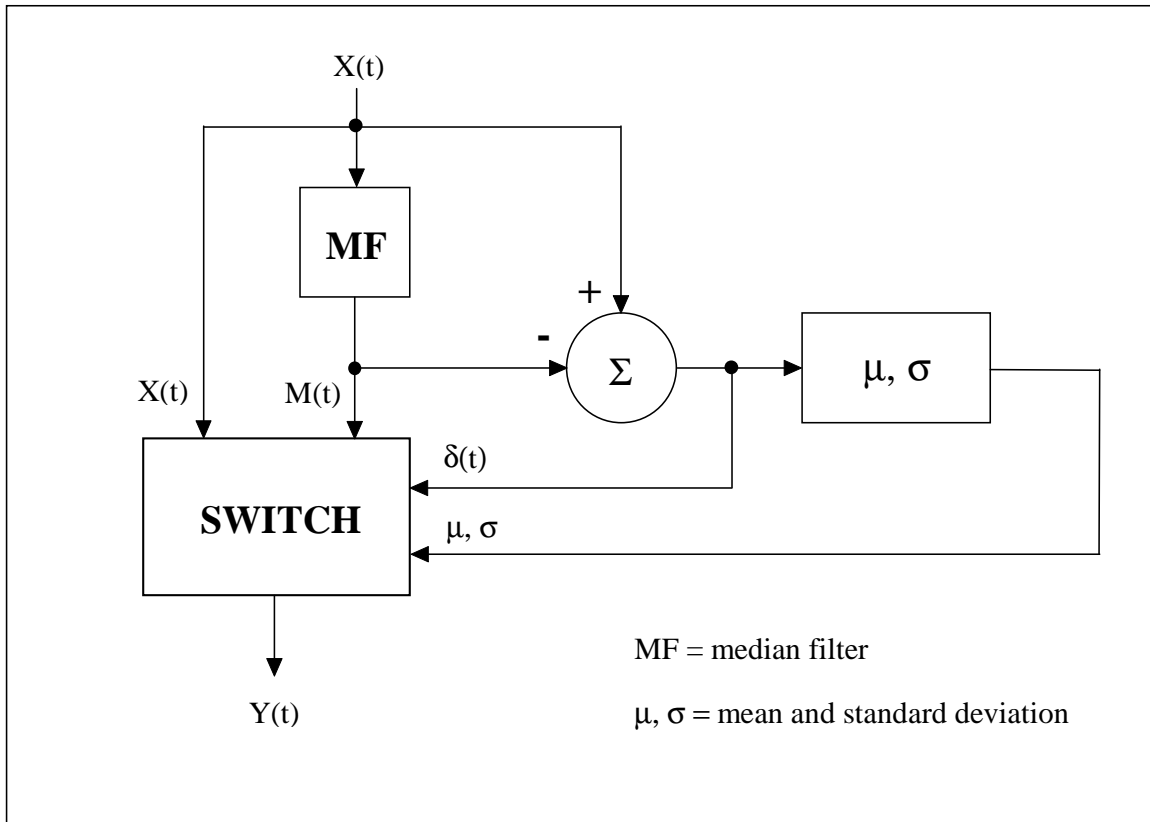 X(t)
MF
+
-
Σ
μ, σ
X(t)
M(t)
δ(t)
SWITCH
μ, σ
Y(t)
MF = median filter
μ, σ = mean and standard deviation